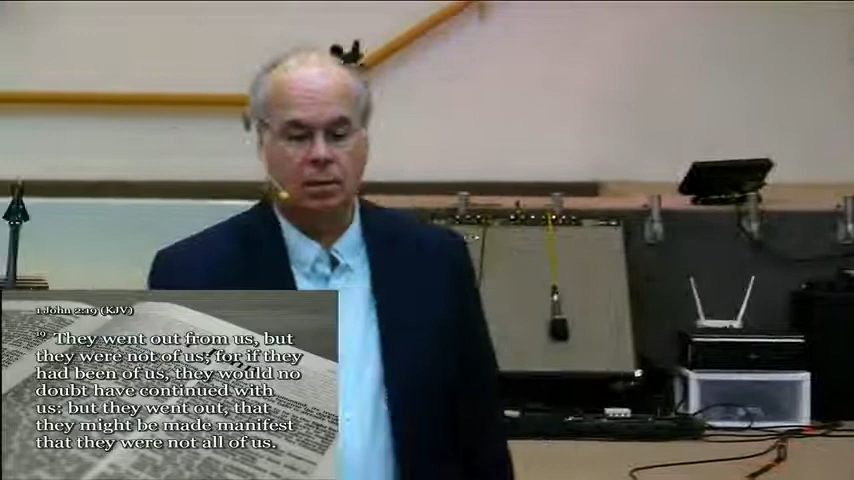 1 John 2:19 (KJV)
19 They went out from us, but
they were not of us; for if they
had been of us, they would no
doubt have continued with
us: but they went out, that
they might be made manifest
that they were not all of us.